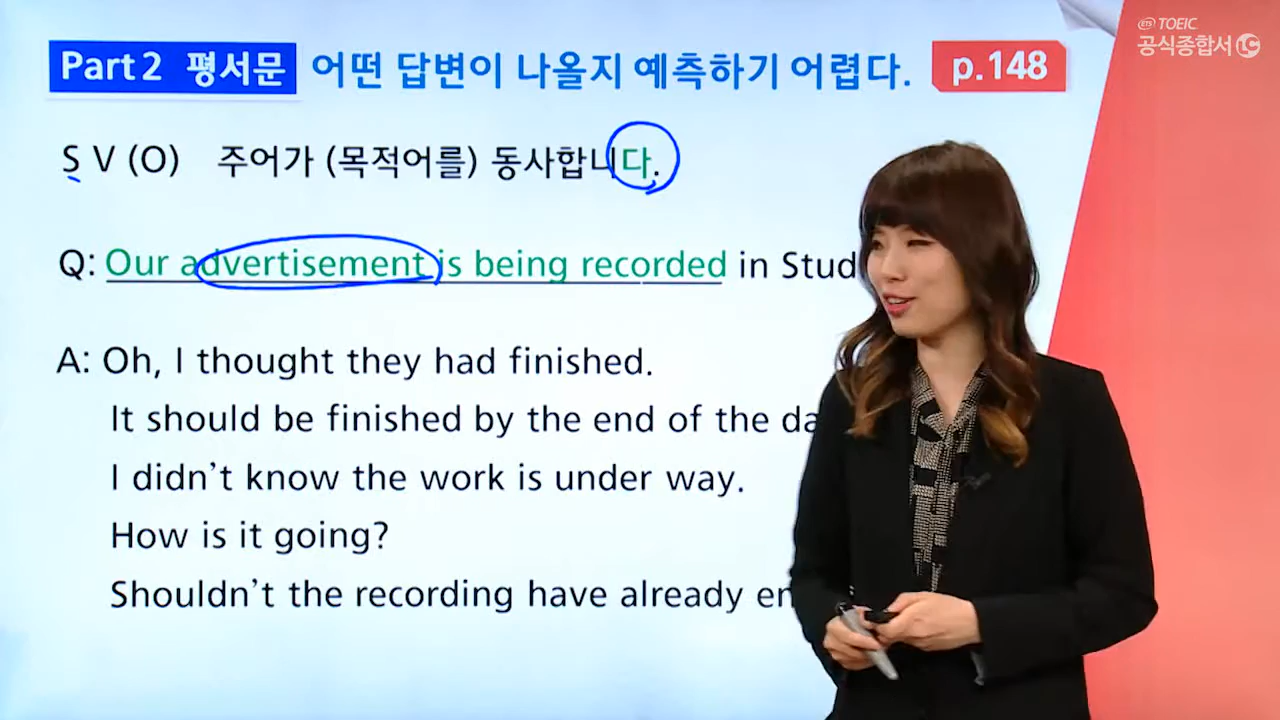 ETS TOEIC
공식종합서 LC
Part 2 평서문 어떤 답변이 나올지 예측하기 어렵다. p.148
S V (O) 주어가 (목적어를) 동사합니다.
Q: Our advertisement is being recorded in Stud
A: Oh, I thought they had finished.
It should be finished by the end of the da
I didn't know the work is under way.
How is it going?
Shouldn't the recording have already en